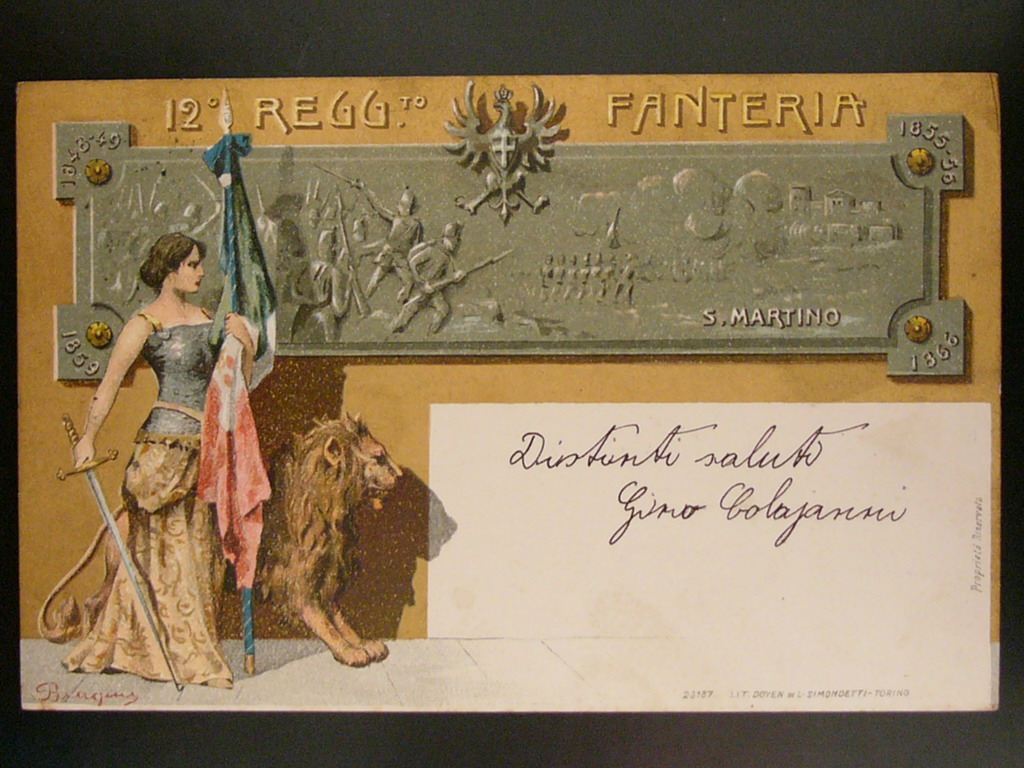 12° REGG.TO FANTERIA
1848-49
1855-56
1859
1866
S. MARTINO
Distinti saluti
Gino Colajanni
Proprietà Riservata
23187 LIT. DOYEN DI L. SIMONDETTI-TORINO